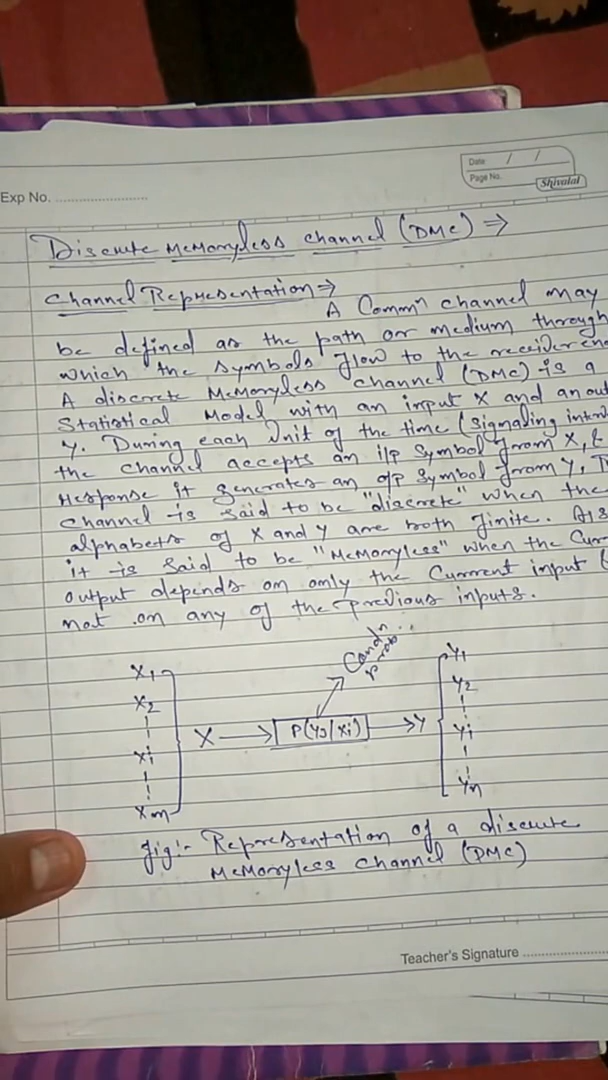 Date / /
Page No.
Shivalal
Exp No.
Discrete Memoryless channel (DMC) ⇒
Channel Representation ⇒
A Commn channel may
be defined as the path or medium thorough
which the symbols flow to the receiver end
A discrete Memoryless channel (DMC) is a
Statistical Model with an input X and an out
Y. During each Unit of the time (signaling inter
the channel accepts an i/p symbol from X, &
response it generates an o/p symbol from Y, T
Channel is said to be "discrete" when the
alphabets of X and Y are both finite. Als
it is said to be "Memoryless" when the Curr
output depends on only the Current input (
not on any of the previous inputs.
Condn prob...
X1
X2
Xi
Xm
X → P(Yj/Xi) → Y
Y1
Y2
Yi
Yn
fig:- Representation of a discrete
Memoryless Channel (DMC)
Teacher's Signature